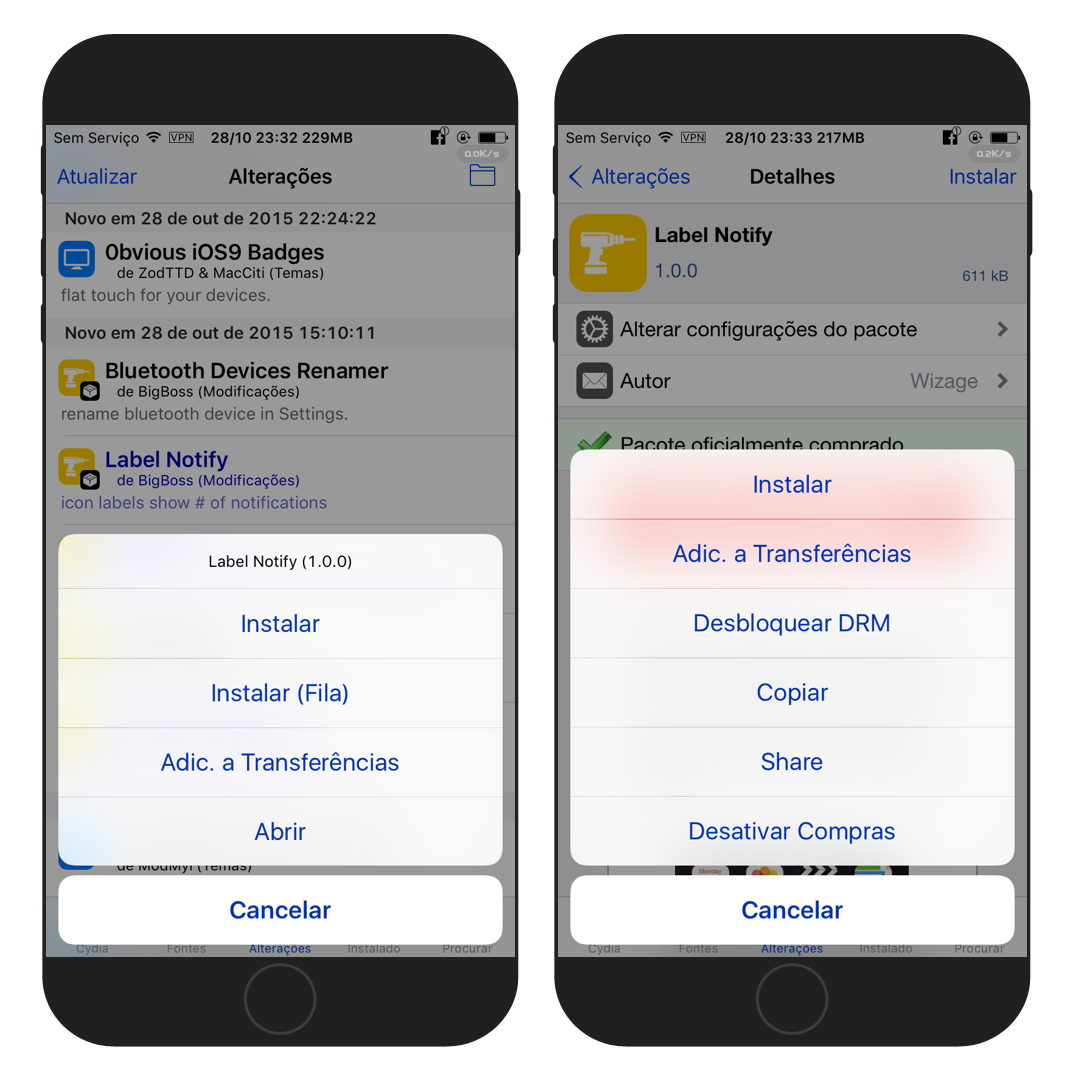 Sem Serviço VPN 28/10 23:32 229MB 1
0.0K/s
Atualizar Alterações
Novo em 28 de out de 2015 22:24:22
0bvious iOS9 Badges
de ZodTTD & MacCiti (Temas)
flat touch for your devices.
Novo em 28 de out de 2015 15:10:11
Bluetooth Devices Renamer
de BigBoss (Modificações)
rename bluetooth device in Settings.
Label Notify
de BigBoss (Modificações)
icon labels show # of notifications
Label Notify (1.0.0)
Instalar
Instalar (Fila)
Adic. a Transferências
Abrir
de ModMyi (Temas)
Cancelar
Cydia Fontes Alterações Instalado Procurar
Sem Serviço VPN 28/10 23:33 217MB 1
0.2K/s
Alterações Detalhes Instalar
Label Notify
1.0.0 611 kB
Alterar configurações do pacote
Autor Wizage
Pacote oficialmente comprado
Instalar
Adic. a Transferências
Desbloquear DRM
Copiar
Share
Desativar Compras
Monday
Cancelar
Cydia Fontes Alterações Instalado Procurar